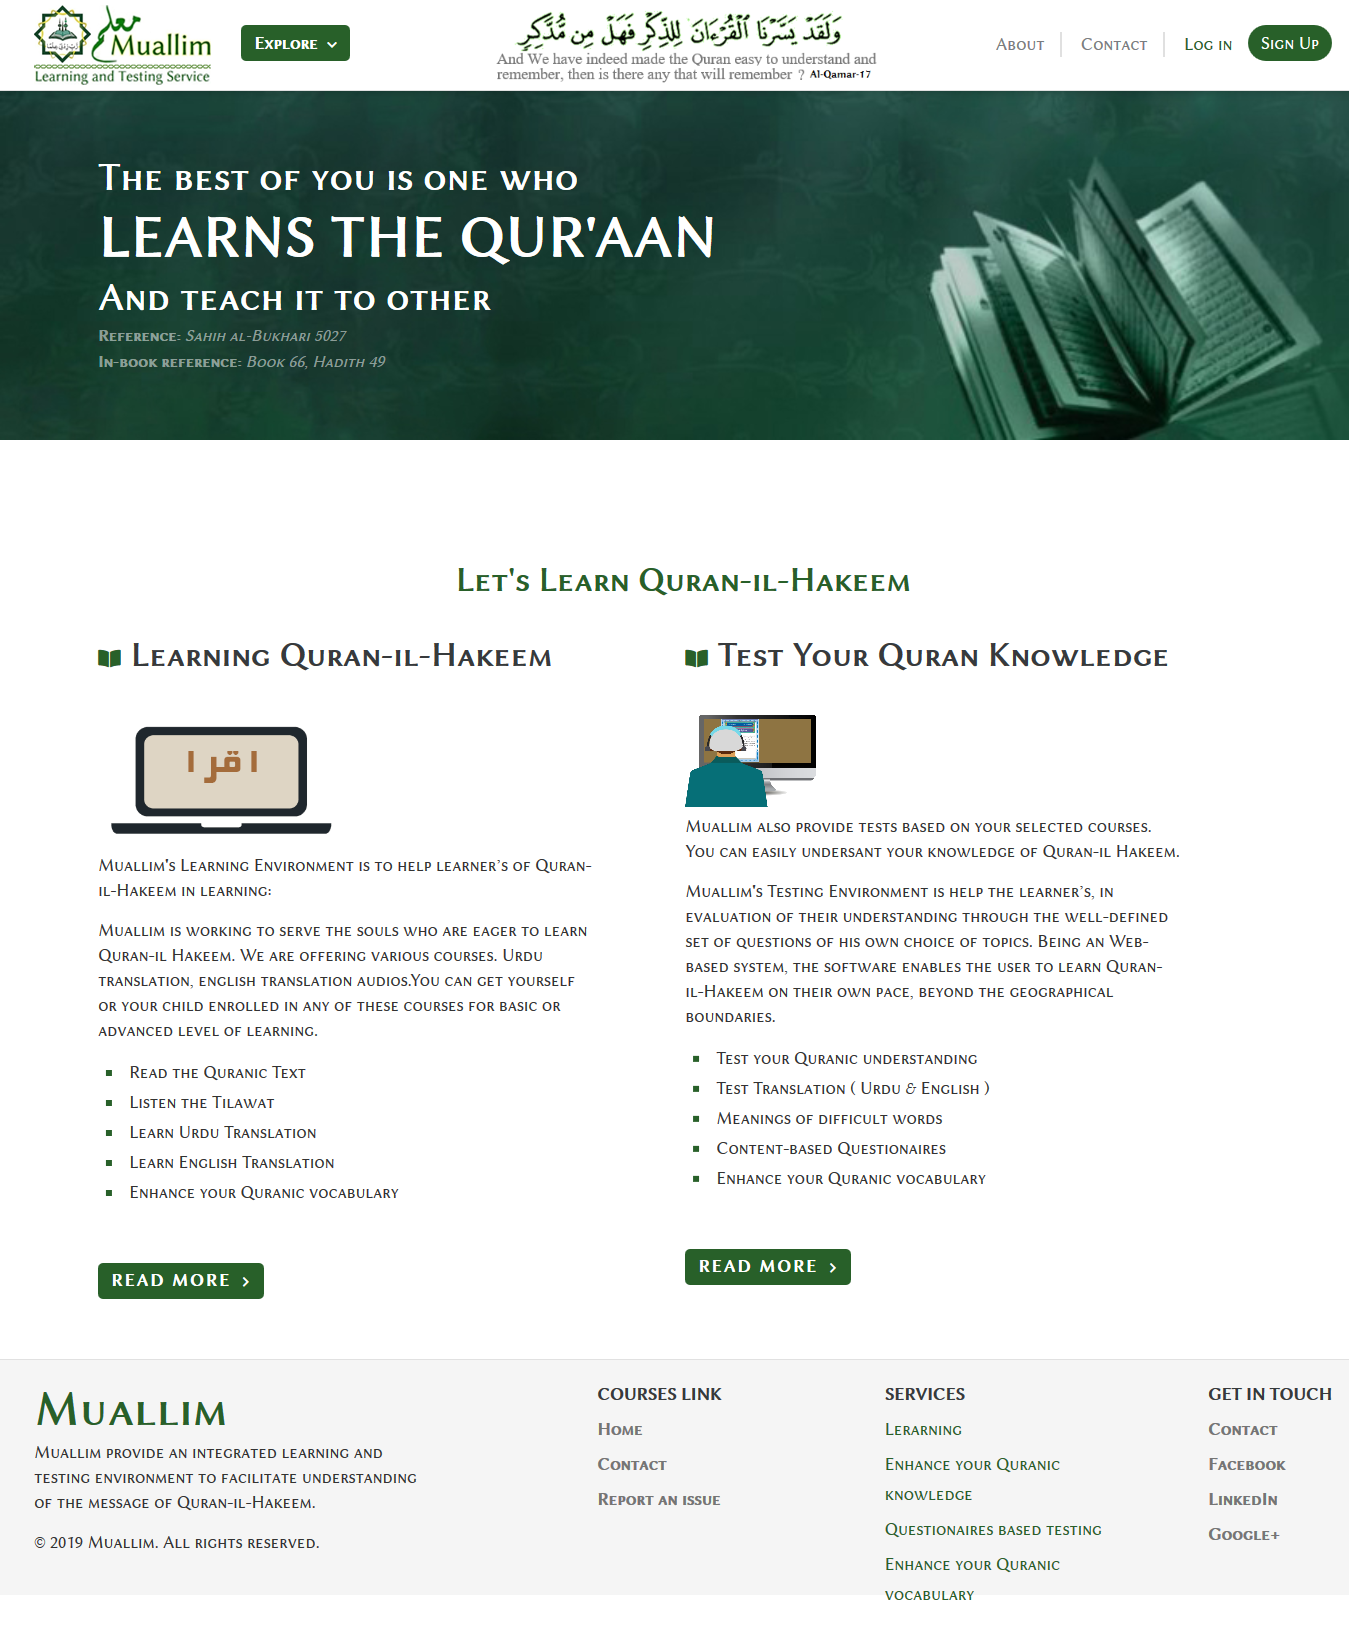 معلم
Muallim
Learning and Testing Service
Explore
وَلَقَدْ يَسَّرْنَا الْقُرْءَانَ لِلذِّكْرِ فَهَلْ مِن مُّدَّكِرٍ
And We have indeed made the Quran easy to understand and
remember, then is there any that will remember ? Al-Qamar-17
About
Contact
Log in
Sign Up
The best of you is one who
LEARNS THE QUR'AAN
And teach it to other
Reference: Sahih al-Bukhari 5027
In-book reference: Book 66, Hadith 49
Let's Learn Quran-il-Hakeem
Learning Quran-il-Hakeem
اقرا
Muallim's Learning Environment is to help learner's of Quran-
il-Hakeem in learning:
Muallim is working to serve the souls who are eager to learn
Quran-il Hakeem. We are offering various courses. Urdu
translation, english translation audios.You can get yourself
or your child enrolled in any of these courses for basic or
advanced level of learning.
Read the Quranic Text
Listen the Tilawat
Learn Urdu Translation
Learn English Translation
Enhance your Quranic vocabulary
READ MORE
Test Your Quran Knowledge
Muallim also provide tests based on your selected courses.
You can easily undersant your knowledge of Quran-il Hakeem.
Muallim's Testing Environment is help the learner's, in
evaluation of their understanding through the well-defined
set of questions of his own choice of topics. Being an Web-
based system, the software enables the user to learn Quran-
il-Hakeem on their own pace, beyond the geographical
boundaries.
Test your Quranic understanding
Test Translation ( Urdu & English )
Meanings of difficult words
Content-based Questionaires
Enhance your Quranic vocabulary
READ MORE
Muallim
Muallim provide an integrated learning and
testing environment to facilitate understanding
of the message of Quran-il-Hakeem.
© 2019 Muallim. All rights reserved.
COURSES LINK
Home
Contact
Report an issue
SERVICES
Lerarning
Enhance your Quranic
knowledge
Questionaires based testing
Enhance your Quranic
vocabulary
GET IN TOUCH
Contact
Facebook
LinkedIn
Google+